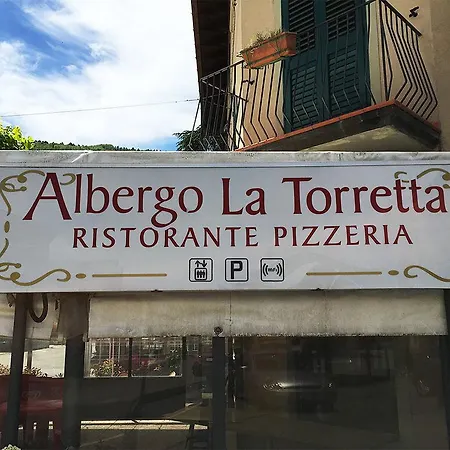 Albergo La Torretta
RISTORANTE PIZZERIA
P